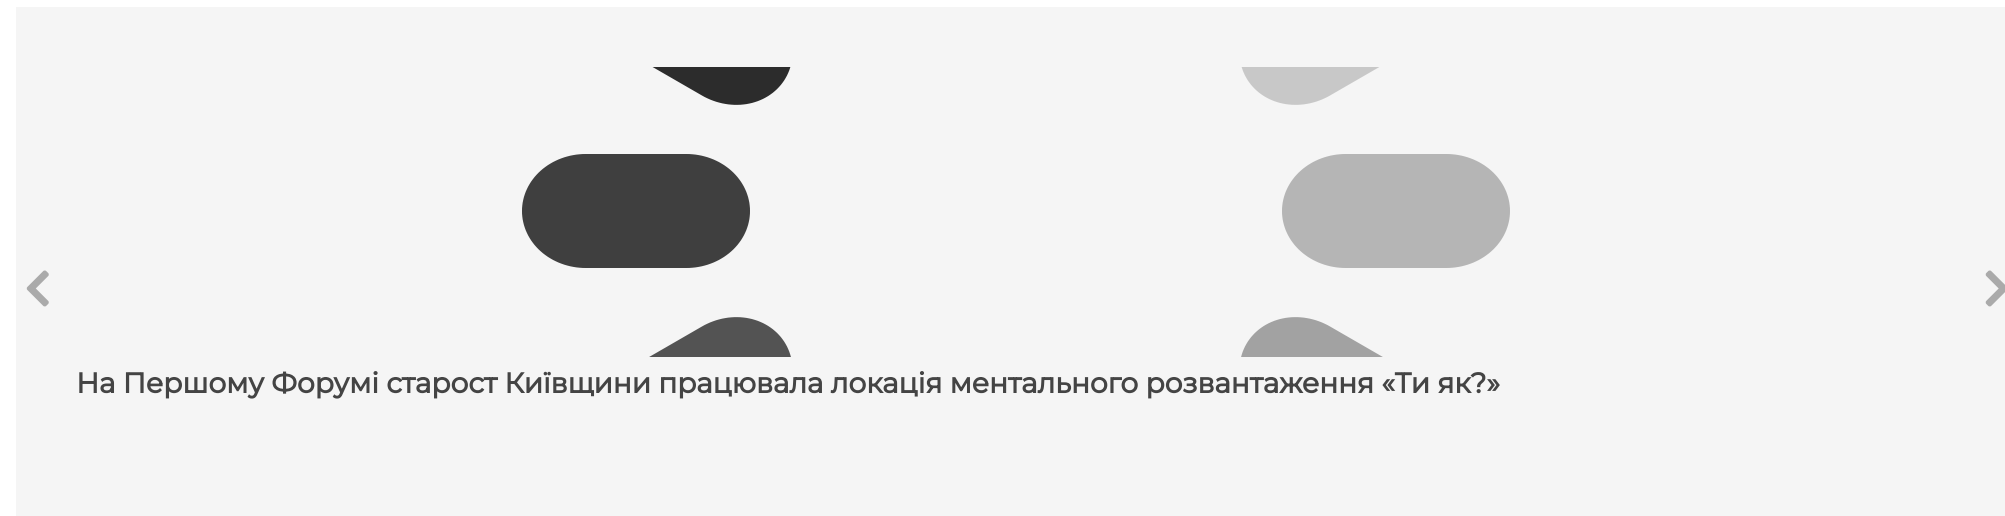 На Першому Форумі старост Київщини працювала локація ментального розвантаження «Ти як?»